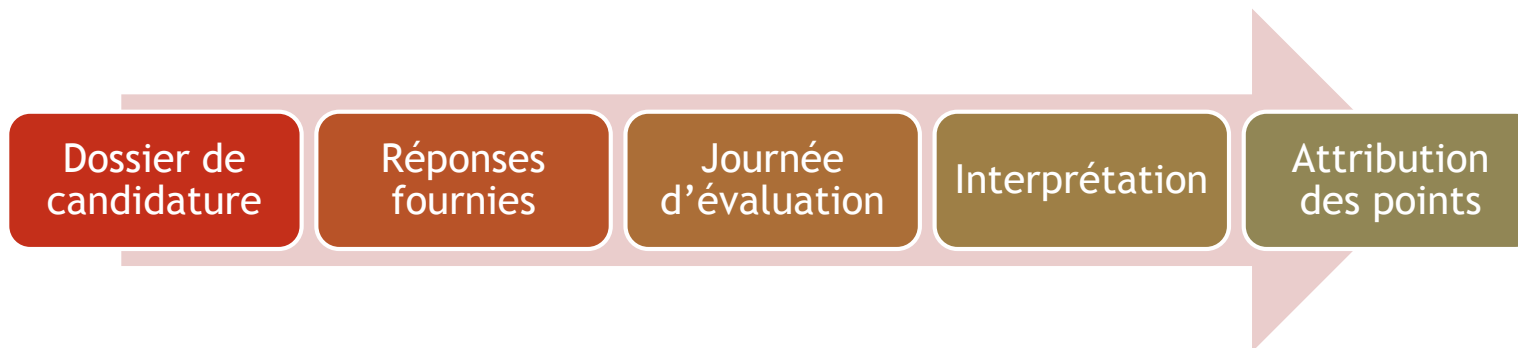 Dossier de
candidature
Réponses
fournies
Journée
d’évaluation
Interprétation
Attribution
des points